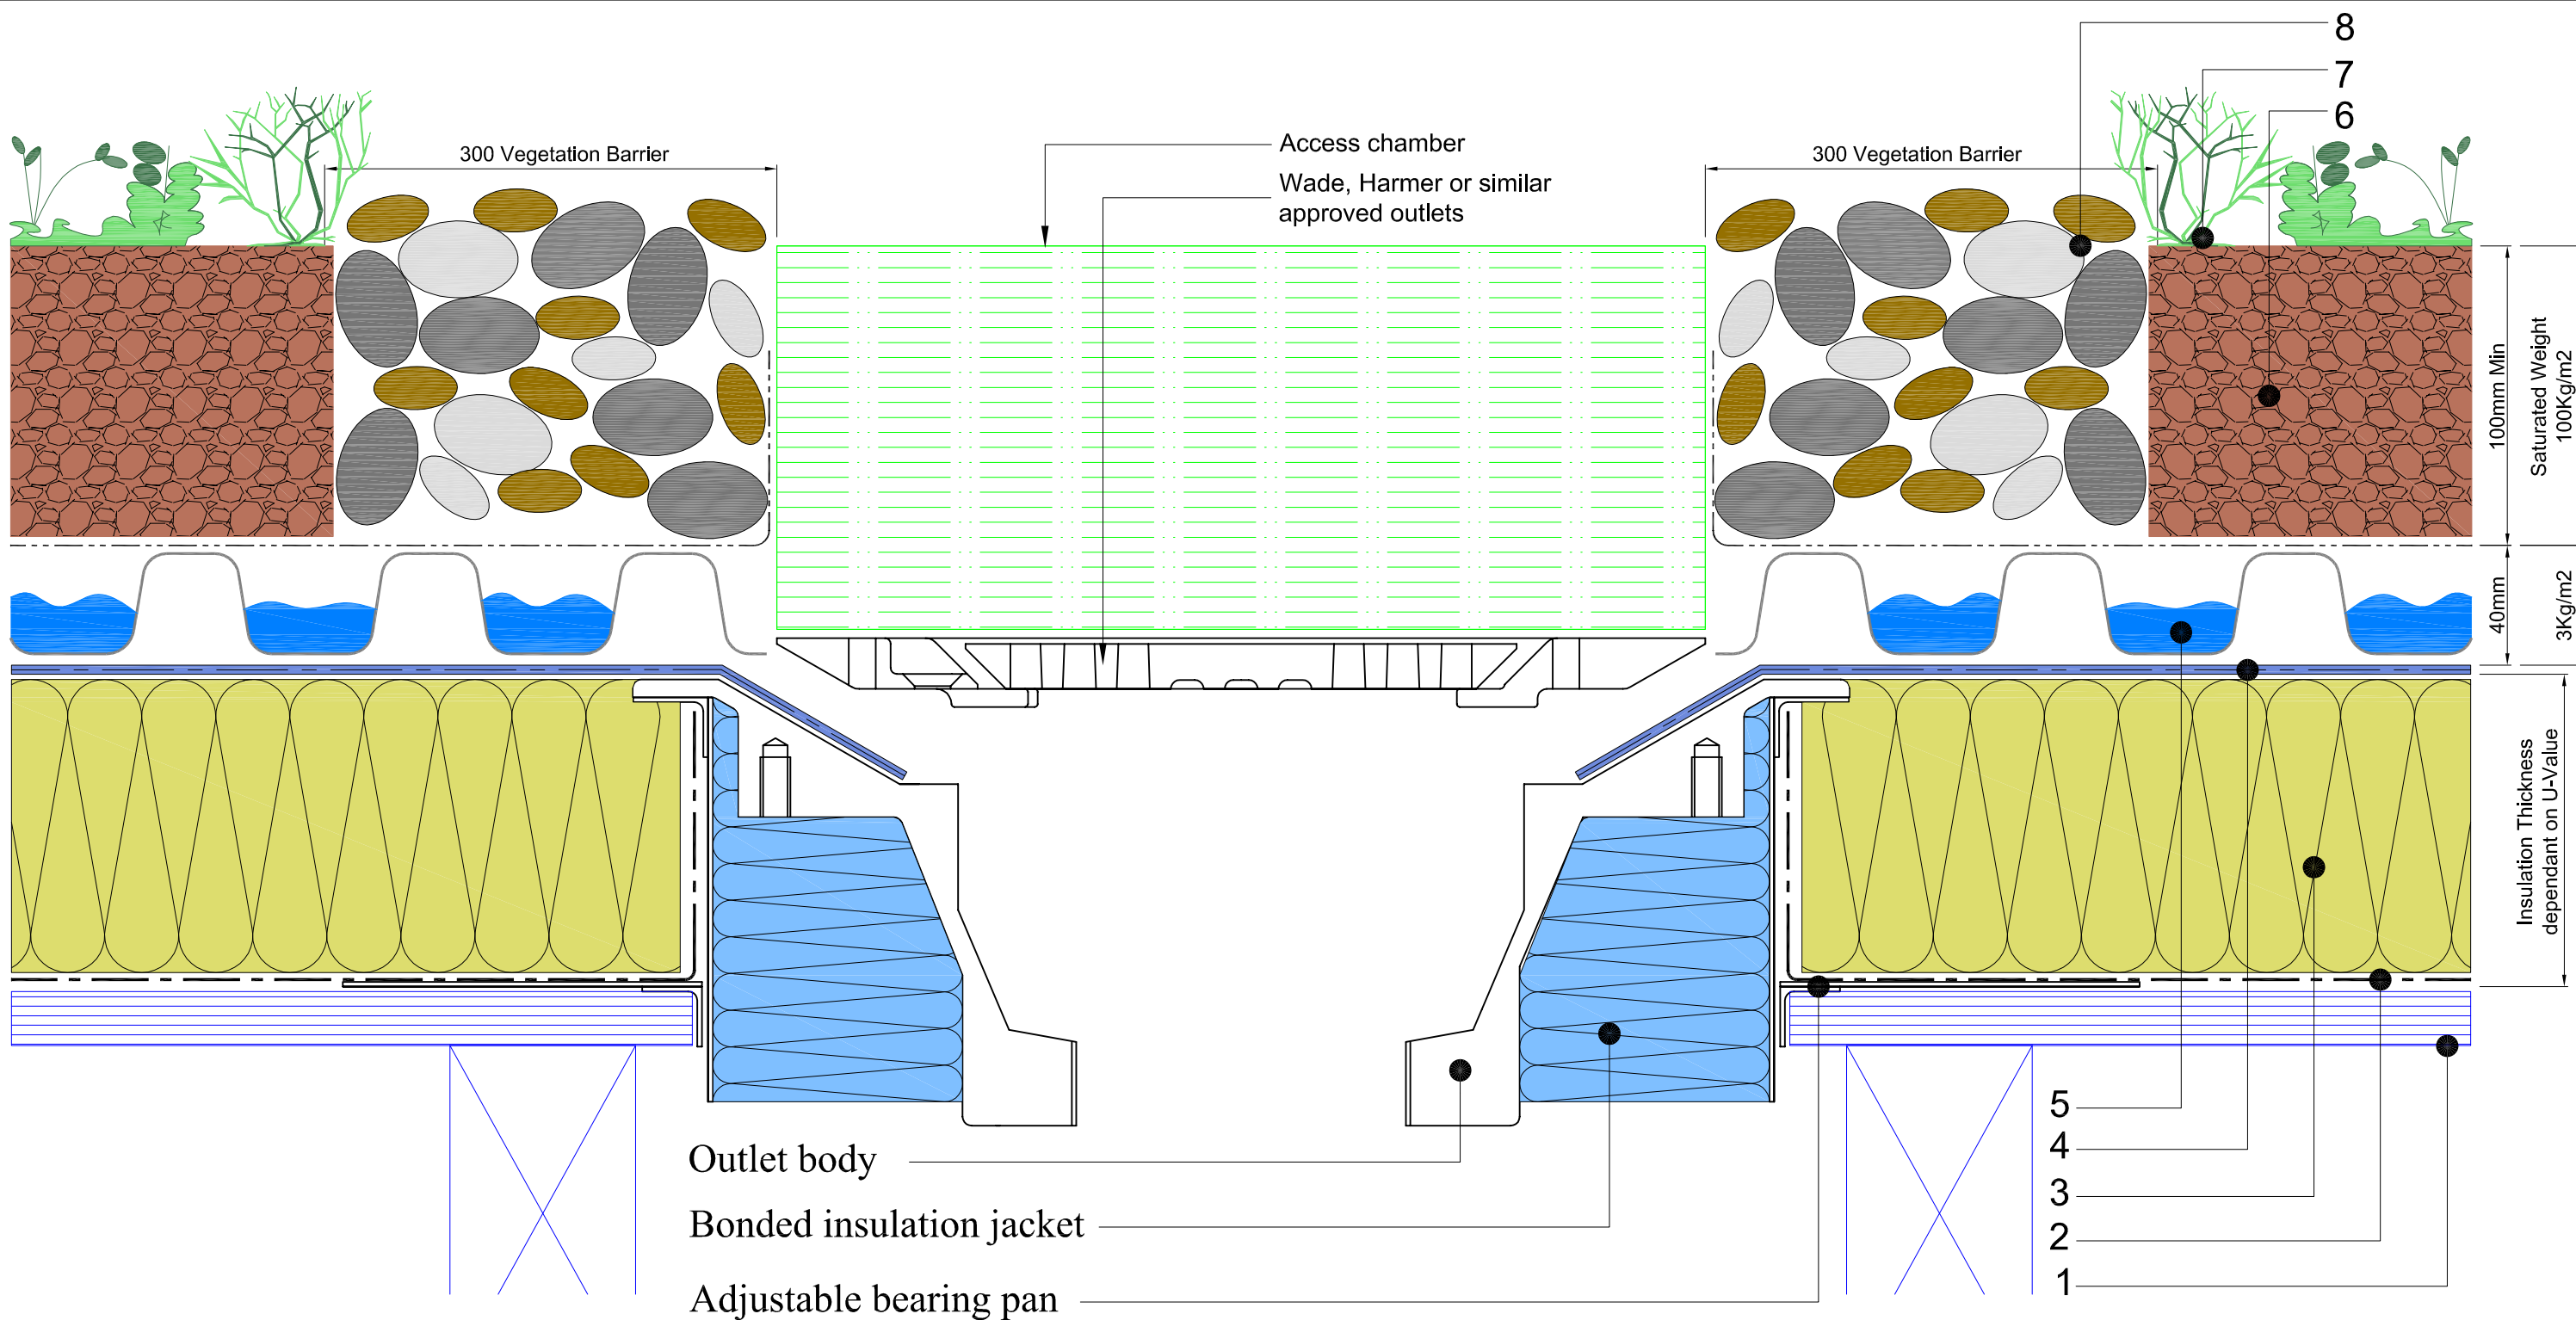 8
7
6
Access chamber
300 Vegetation Barrier
300 Vegetation Barrier
Wade, Harmer or similar
approved outlets
100mm Min
Saturated Weight
100Kg/m2
40mm
3Kg/m2
Insulation Thickness
dependant on U-Value
5
4
3
2
1
Outlet body
Bonded insulation jacket
Adjustable bearing pan